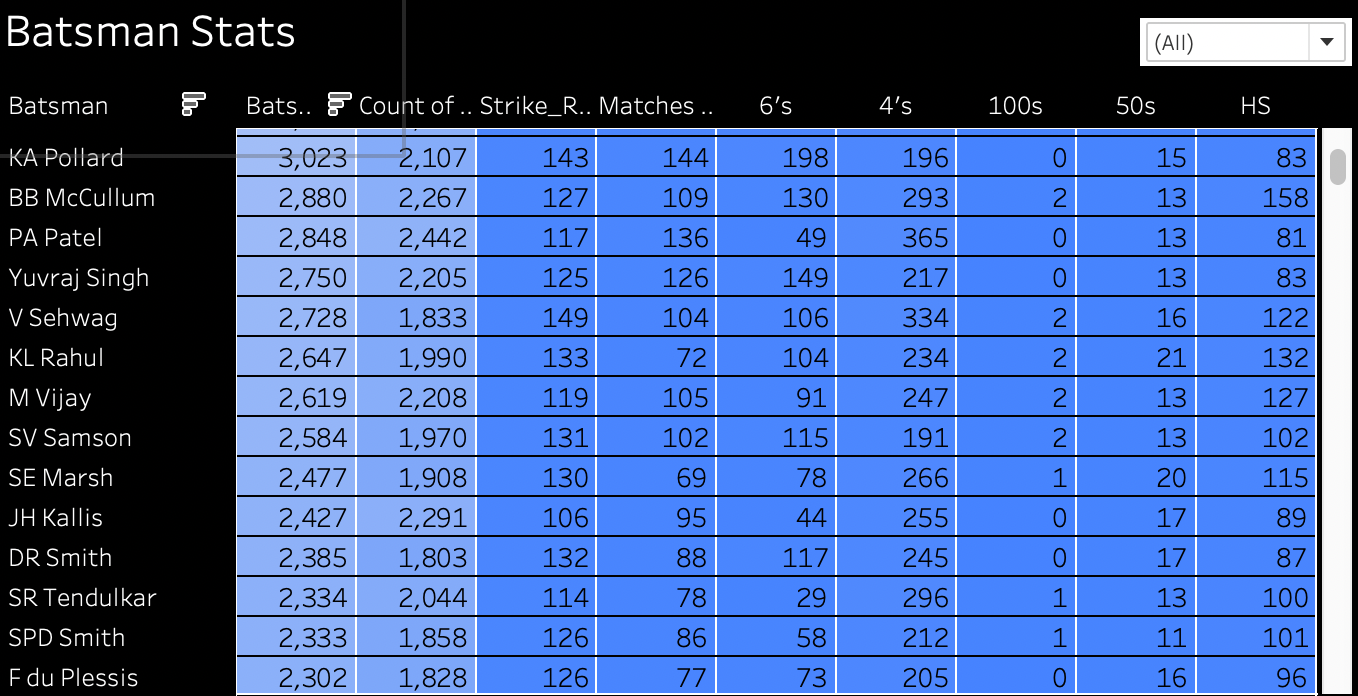 Batsman Stats
(All)
Batsman Bats.. Count of .. Strike_R.. Matches .. 6's 4's 100s 50s HS
KA Pollard 3,023 2,107 143 144 198 196 0 15 83
BB McCullum 2,880 2,267 127 109 130 293 2 13 158
PA Patel 2,848 2,442 117 136 49 365 0 13 81
Yuvraj Singh 2,750 2,205 125 126 149 217 0 13 83
V Sehwag 2,728 1,833 149 104 106 334 2 16 122
KL Rahul 2,647 1,990 133 72 104 234 2 21 132
M Vijay 2,619 2,208 119 105 91 247 2 13 127
SV Samson 2,584 1,970 131 102 115 191 2 13 102
SE Marsh 2,477 1,908 130 69 78 266 1 20 115
JH Kallis 2,427 2,291 106 95 44 255 0 17 89
DR Smith 2,385 1,803 132 88 117 245 0 17 87
SR Tendulkar 2,334 2,044 114 78 29 296 1 13 100
SPD Smith 2,333 1,858 126 86 58 212 1 11 101
F du Plessis 2,302 1,828 126 77 73 205 0 16 96